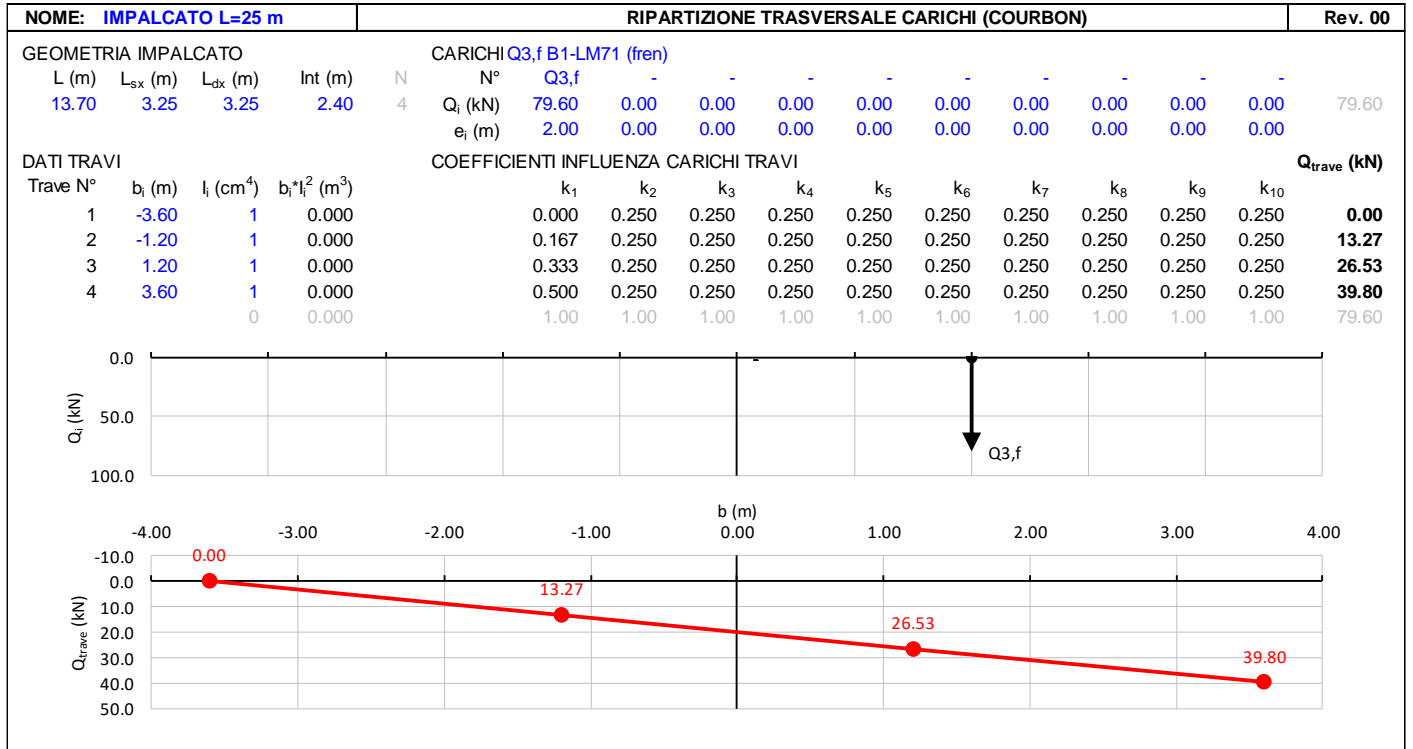 NOME: IMPALCATO L=25 m RIPARTIZIONE TRASVERSALE CARICHI (COURBON) Rev. 00
GEOMETRIA IMPALCATO CARICHI Q3,f B1-LM71 (fren)
L (m) Lsx (m) Ldx (m) Int (m) N N° Q3,f - - - - - - - - -
13.70 3.25 3.25 2.40 4 Qi (kN) 79.60 0.00 0.00 0.00 0.00 0.00 0.00 0.00 0.00 0.00 79.60
ei (m) 2.00 0.00 0.00 0.00 0.00 0.00 0.00 0.00 0.00 0.00
DATI TRAVI COEFFICIENTI INFLUENZA CARICHI TRAVI Qtrave (kN)
Trave N° bi (m) Ii (cm4) bi*Ii2 (m3) k1 k2 k3 k4 k5 k6 k7 k8 k9 k10
1 -3.60 1 0.000 0.000 0.250 0.250 0.250 0.250 0.250 0.250 0.250 0.250 0.250 0.00
2 -1.20 1 0.000 0.167 0.250 0.250 0.250 0.250 0.250 0.250 0.250 0.250 0.250 13.27
3 1.20 1 0.000 0.333 0.250 0.250 0.250 0.250 0.250 0.250 0.250 0.250 0.250 26.53
4 3.60 1 0.000 0.500 0.250 0.250 0.250 0.250 0.250 0.250 0.250 0.250 0.250 39.80
0 0.000 1.00 1.00 1.00 1.00 1.00 1.00 1.00 1.00 1.00 1.00 79.60
0.0
50.0
100.0
Qi (kN)
Q3,f
b (m)
-4.00 -3.00 -2.00 -1.00 0.00 1.00 2.00 3.00 4.00
-10.0
0.0
10.0
20.0
30.0
40.0
50.0
Qtrave (kN)
0.00
13.27
26.53
39.80